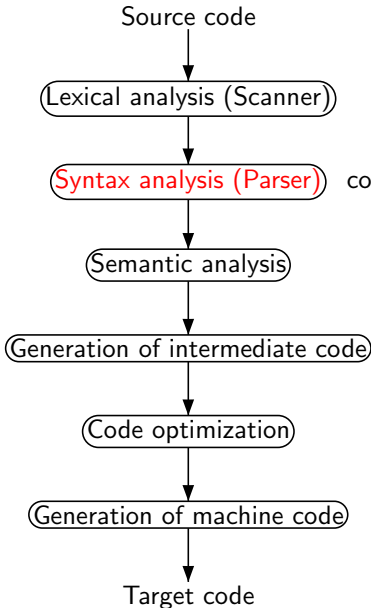 Source code
Lexical analysis (Scanner)
Syntax analysis (Parser) co
Semantic analysis
Generation of intermediate code
Code optimization
Generation of machine code
Target code